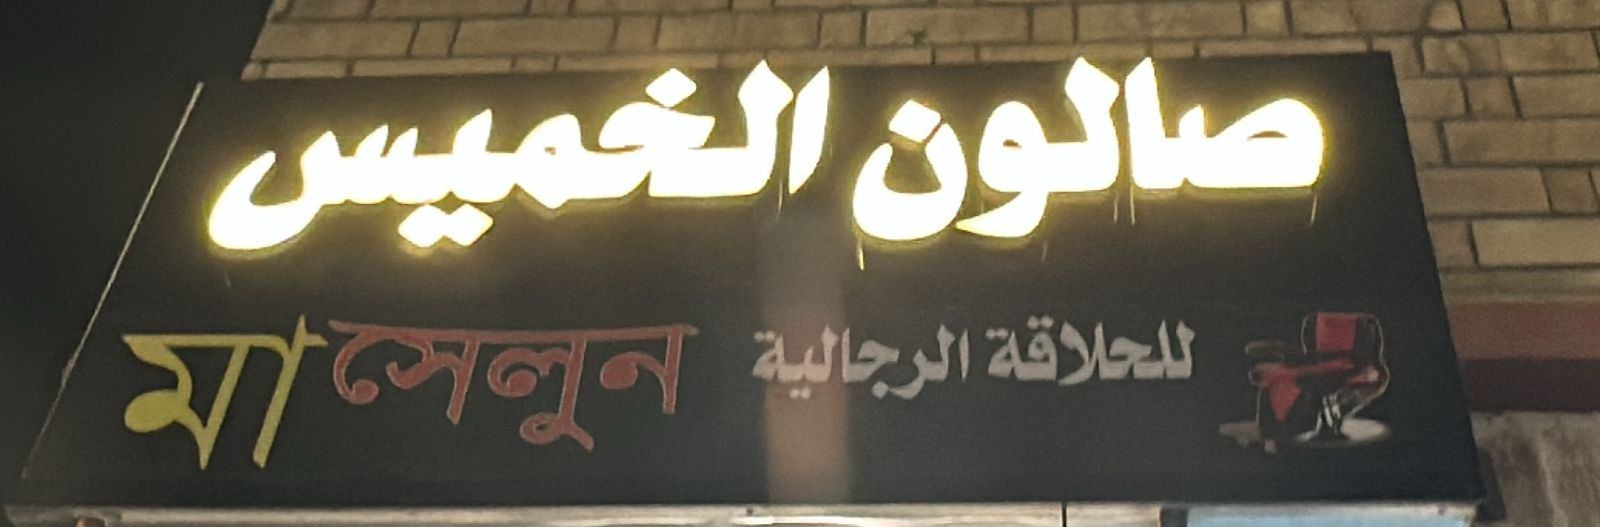 صالون الخميس
للحلاقة الرجالية
মা সেলুন